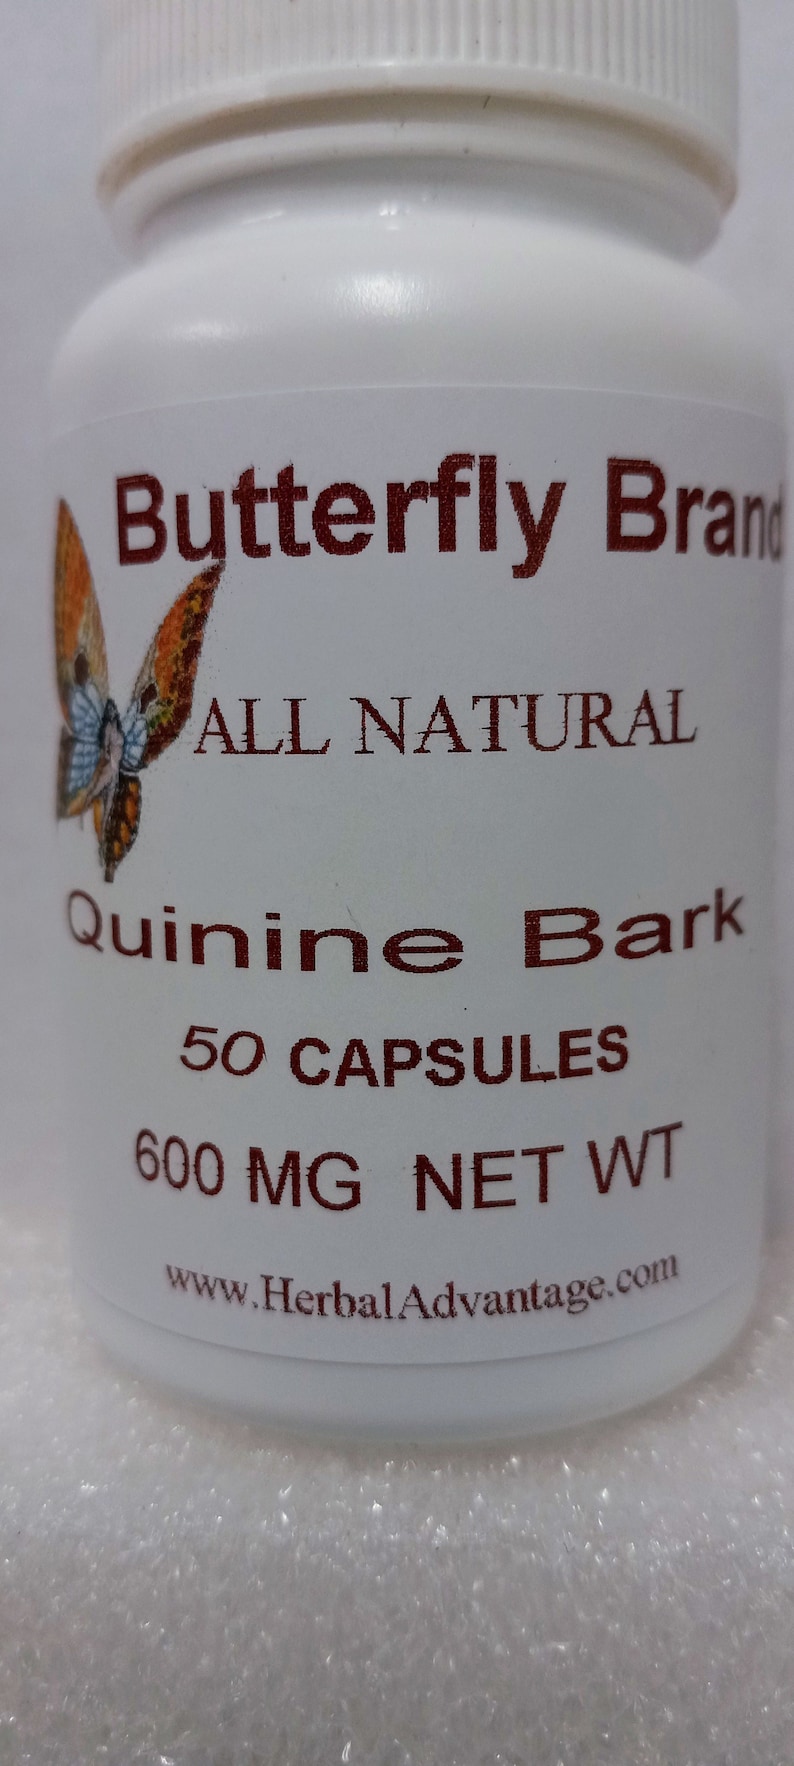 Butterfly Brand
ALL NATURAL
Quinine Bark
50 CAPSULES
600 MG NET WT
www.HerbalAdvantage.com